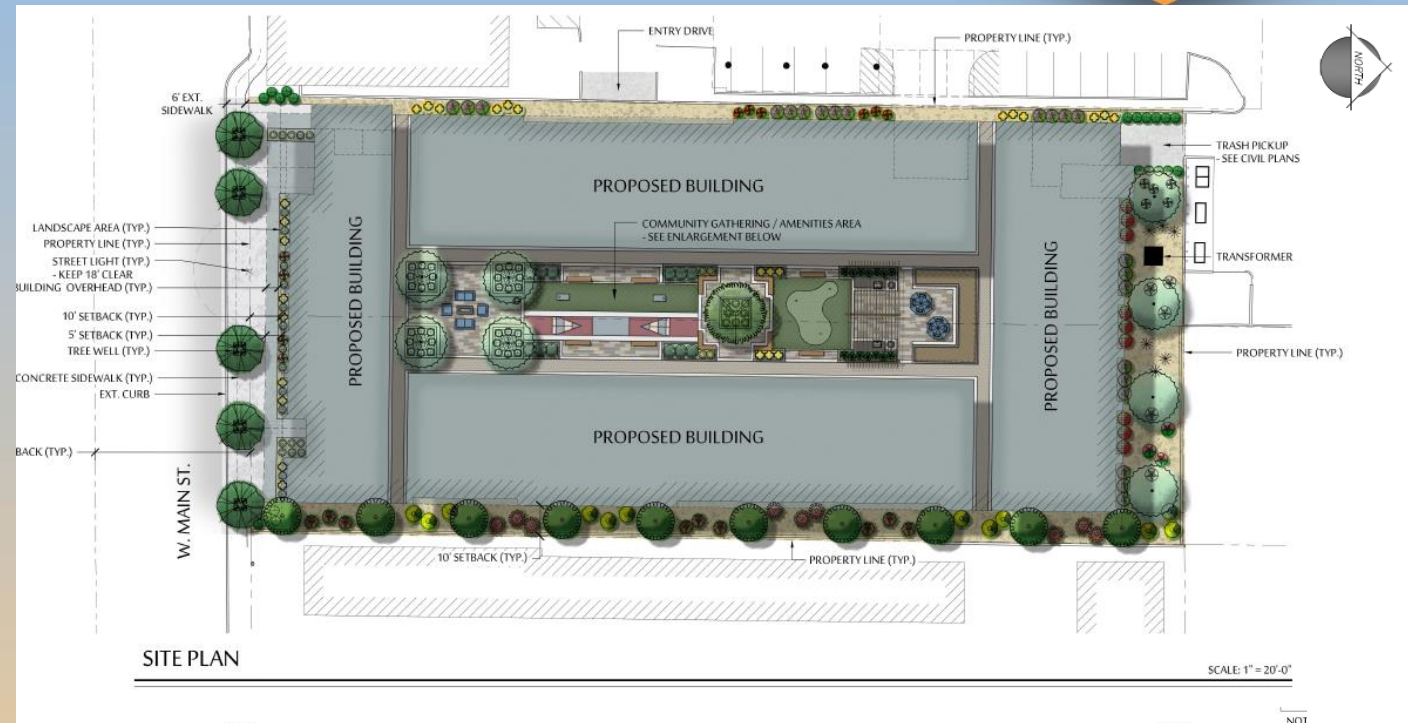 ENTRY DRIVE
PROPERTY LINE (TYP.)
NORTH
6' EXT.
SIDEWALK
TRASH PICKUP
- SEE CIVIL PLANS
PROPOSED BUILDING
COMMUNITY GATHERING / AMENITIES AREA
- SEE ENLARGEMENT BELOW
LANDSCAPE AREA (TYP.)
PROPERTY LINE (TYP.)
STREET LIGHT (TYP.)
- KEEP 18' CLEAR
BUILDING OVERHEAD (TYP.)
10' SETBACK (TYP.)
5' SETBACK (TYP.)
TREE WELL (TYP.)
CONCRETE SIDEWALK (TYP.)
EXT. CURB
BACK (TYP.)
PROPOSED BUILDING
PROPOSED BUILDING
TRANSFORMER
PROPERTY LINE (TYP.)
PROPOSED BUILDING
W. MAIN ST.
10' SETBACK (TYP.)
PROPERTY LINE (TYP.)
SITE PLAN
SCALE: 1" = 20'-0"
NOT